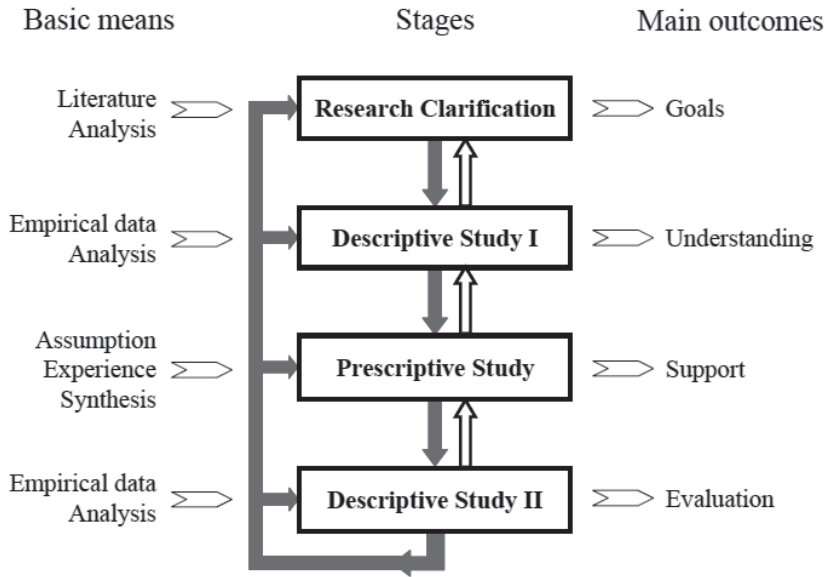 Basic means
Stages
Main outcomes
Literature
Analysis
Research Clarification
Goals
Empirical data
Analysis
Descriptive Study I
Understanding
Assumption
Experience
Synthesis
Prescriptive Study
Support
Empirical data
Analysis
Descriptive Study II
Evaluation